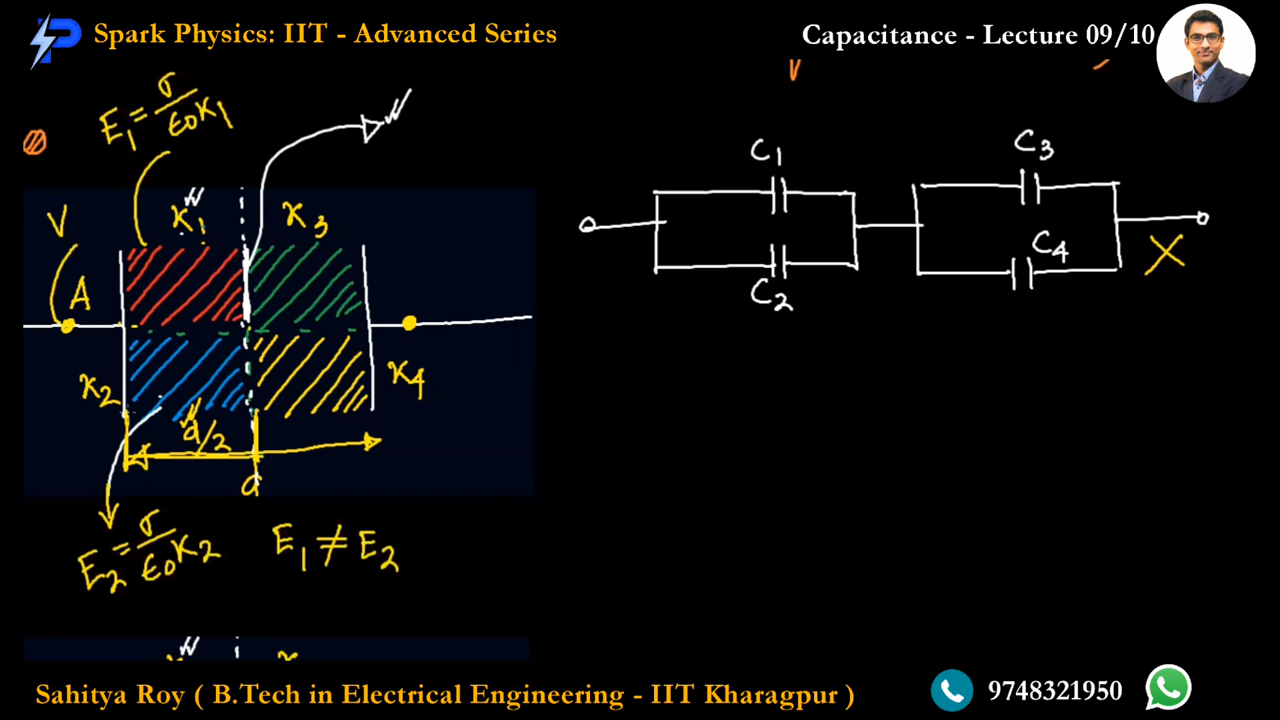 Spark Physics: IIT - Advanced Series
Capacitance - Lecture 09/10
E₁ = σ/ε₀K₁
V
A
K₁
K₃
K₂
K₄
d/2
d
E₂ = σ/ε₀K₂
E₁ ≠ E₂
C₁
C₂
C₃
C₄
X
Sahitya Roy ( B.Tech in Electrical Engineering - IIT Kharagpur )
9748321950